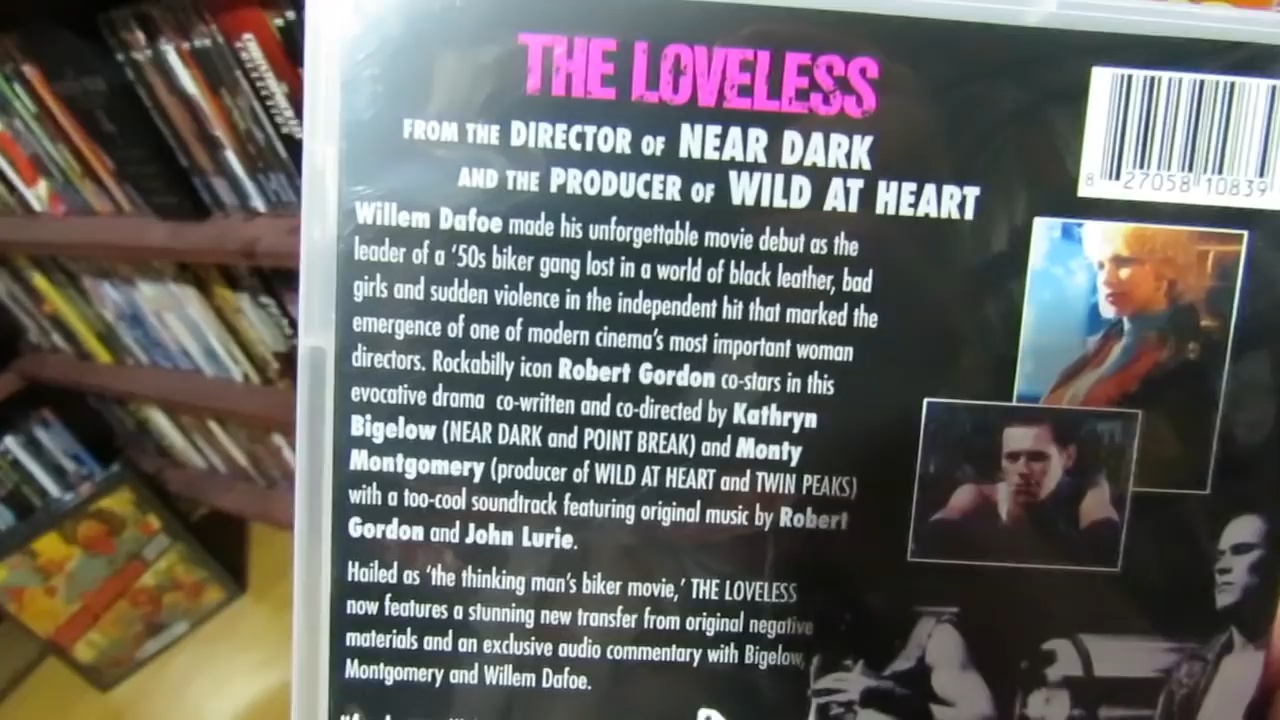 THE LOVELESS
FROM THE DIRECTOR OF NEAR DARK
AND THE PRODUCER OF WILD AT HEART
8 27058 10839
Willem Dafoe made his unforgettable movie debut as the
leader of a '50s biker gang lost in a world of black leather, bad
girls and sudden violence in the independent hit that marked the
emergence of one of modern cinema's most important woman
directors. Rockabilly icon Robert Gordon co-stars in this
evocative drama co-written and co-directed by Kathryn
Bigelow (NEAR DARK and POINT BREAK) and Monty
Montgomery (producer of WILD AT HEART and TWIN PEAKS)
with a too-cool soundtrack featuring original music by Robert
Gordon and John Lurie.
Hailed as 'the thinking man's biker movie,' THE LOVELESS
now features a stunning new transfer from original negative
materials and an exclusive audio commentary with Bigelow,
Montgomery and Willem Dafoe.